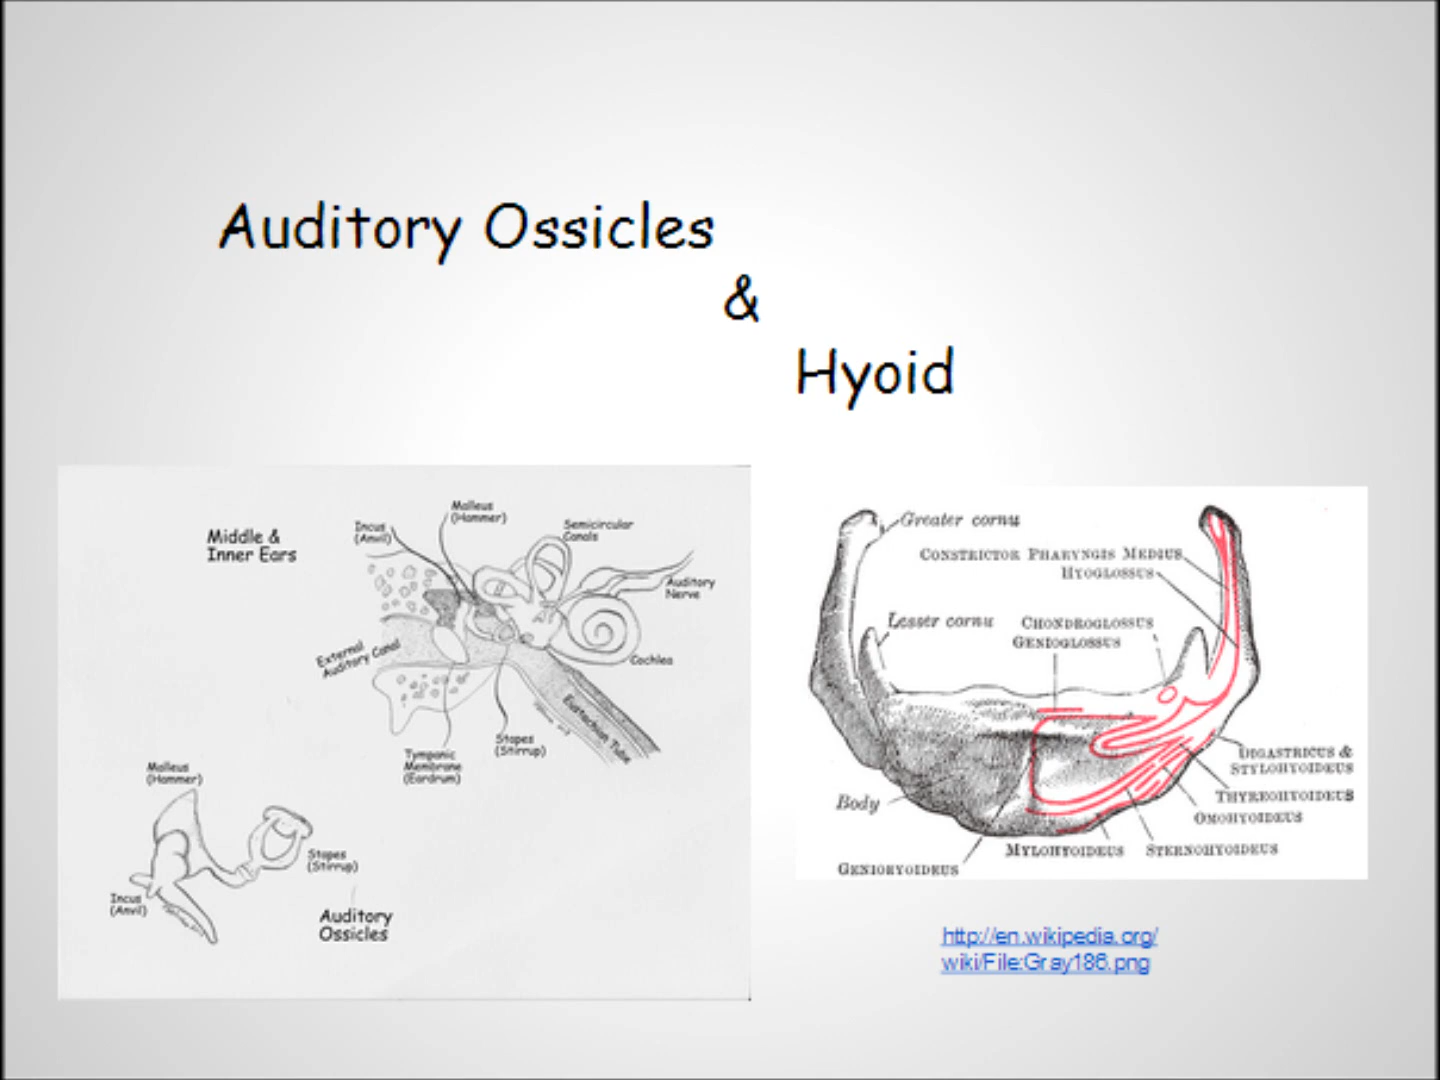 Auditory Ossicles
&
Hyoid
Middle &
Inner Ears
Incus
(Anvil)
Malleus
(Hammer)
Semicircular
Canals
Auditory
Nerve
External
Auditory Canal
Cochlea
Eustachian Tube
Stapes
(Stirrup)
Tympanic
Membrane
(Eardrum)
Malleus
(Hammer)
Stapes
(Stirrup)
Incus
(Anvil)
Auditory
Ossicles
Greater cornu
CONSTRICTOR PHARYNGIS MEDIUS
HYOGLOSSUS
Lesser cornu
CHONDROGLOSSUS
GENIOGLOSSUS
DIGASTRICUS &
STYLOHYOIDEUS
Body
THYREOHYOIDEUS
OMOHYOIDEUS
MYLOHYOIDEUS
STERNOHYOIDEUS
GENIOHYOIDEUS
http://en.wikipedia.org/
wiki/File:Gray186.png